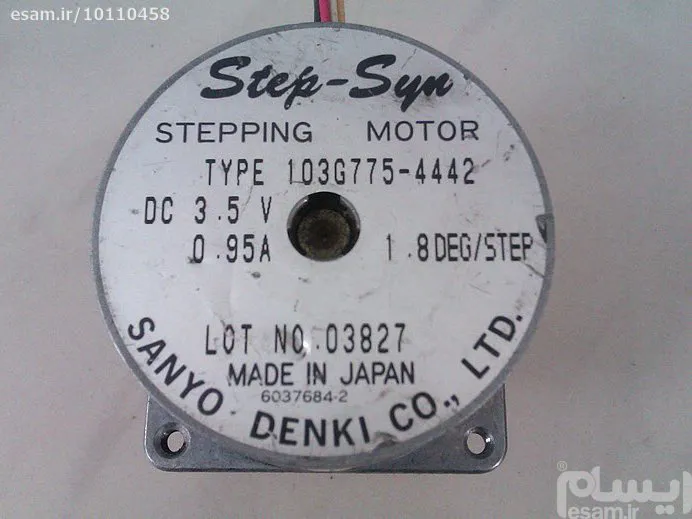 esam.ir/10110458
Step-Syn
STEPPING MOTOR
TYPE 103G775-4442
DC 3.5 V
0.95A 1.8DEG/STEP
LOT NO.03827
MADE IN JAPAN
6037684-2
SANYO DENKI CO., LTD.
ایسام®
esam.ir